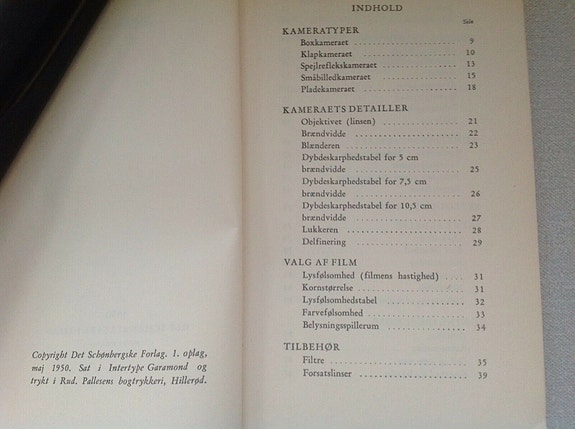 Copyright Det Schønbergske Forlag. 1. oplag,
maj 1950. Sat i Intertype Garamond og
trykt i Rud. Pallesens bogtrykkeri, Hillerød.
INDHOLD
Side
KAMERATYPER
Boxkameraet .......................... 9
Klapkameraet ........................ 10
Spejlreflekskameraet ................ 13
Småbilledkameraet ................... 15
Pladekameraet ....................... 18
KAMERAETS DETAILLER
Objektivet (linsen) ................. 21
Brændvidde .......................... 22
Blænderen ........................... 23
Dybdeskarphedstabel for 5 cm
brændvidde .......................... 25
Dybdeskarphedstabel for 7,5 cm
brændvidde .......................... 26
Dybdeskarphedstabel for 10,5 cm
brændvidde .......................... 27
Lukkeren ............................ 28
Delfinering ......................... 29
VALG AF FILM
Lysfølsomhed (filmens hastighed) .... 31
Kornstørrelse ....................... 31
Lysfølsomhedstabel .................. 32
Farvefølsomhed ...................... 33
Belysningsspillerum ................. 34
TILBEHØR
Filtre .............................. 35
Forsatslinser ....................... 39